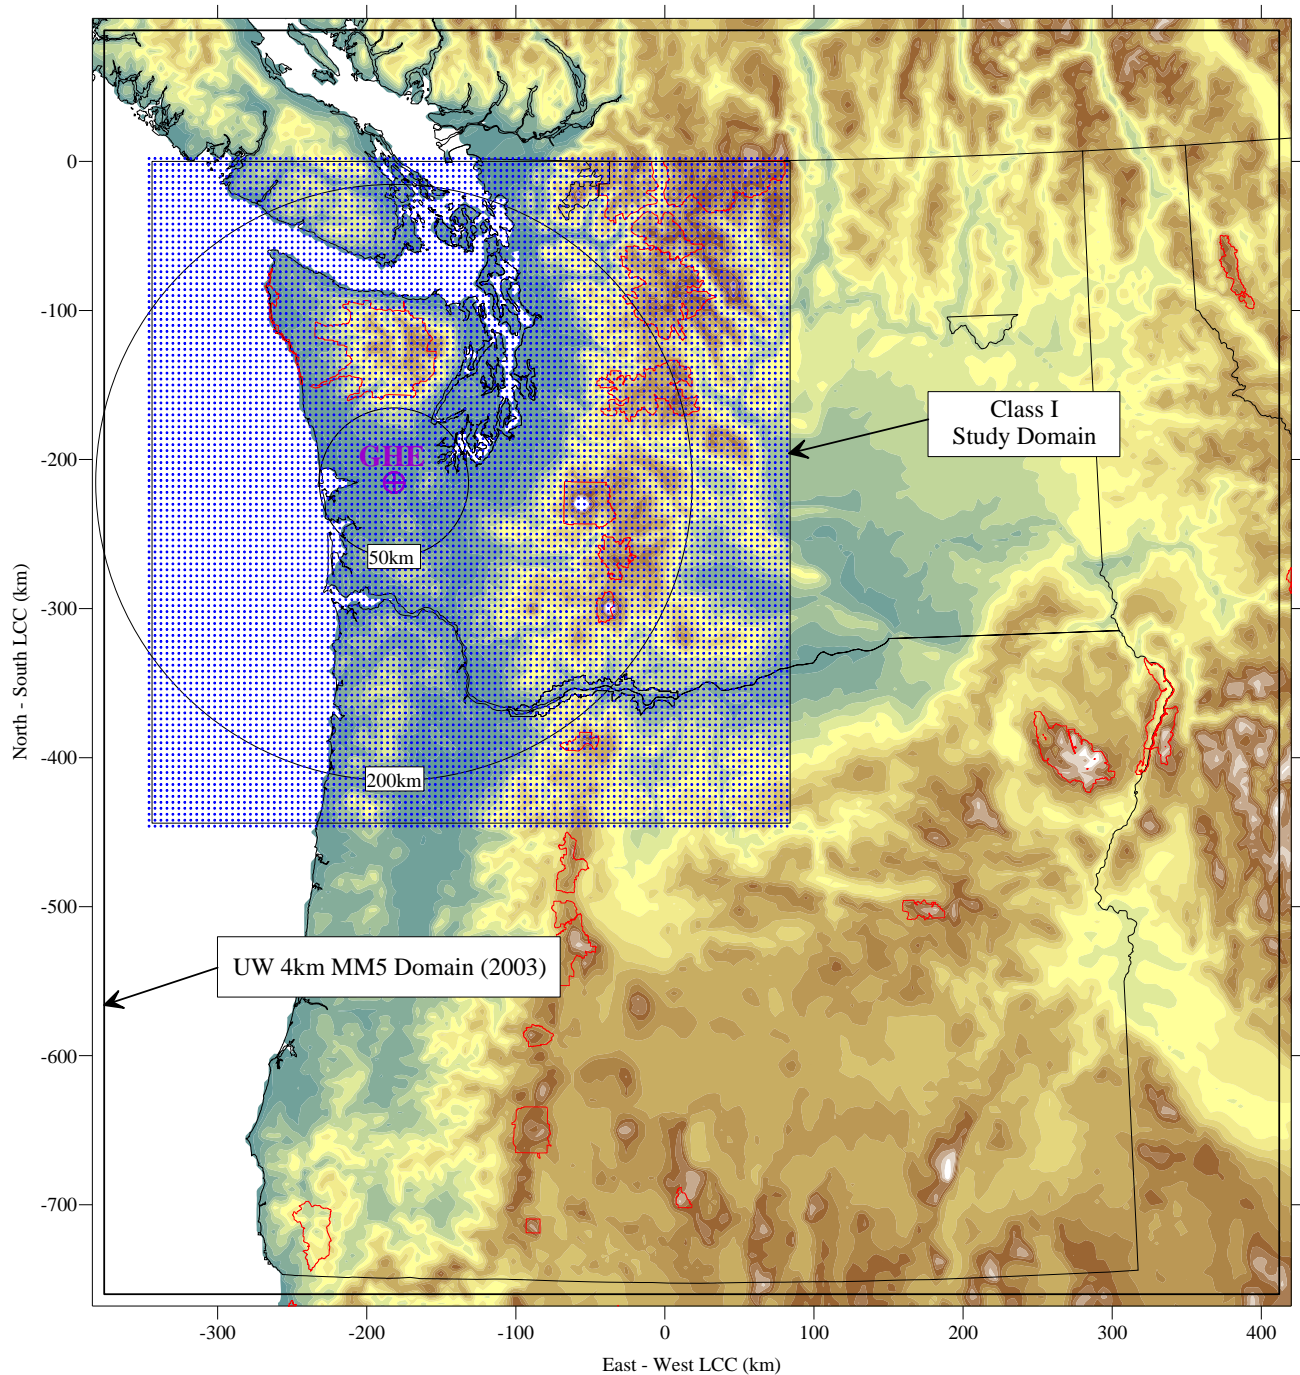 0
-100
-200
-300
-400
-500
-600
-700
North - South LCC (km)
Class I
Study Domain
GHE
50km
200km
UW 4km MM5 Domain (2003)
-300
-200
-100
0
100
200
300
400
East - West LCC (km)